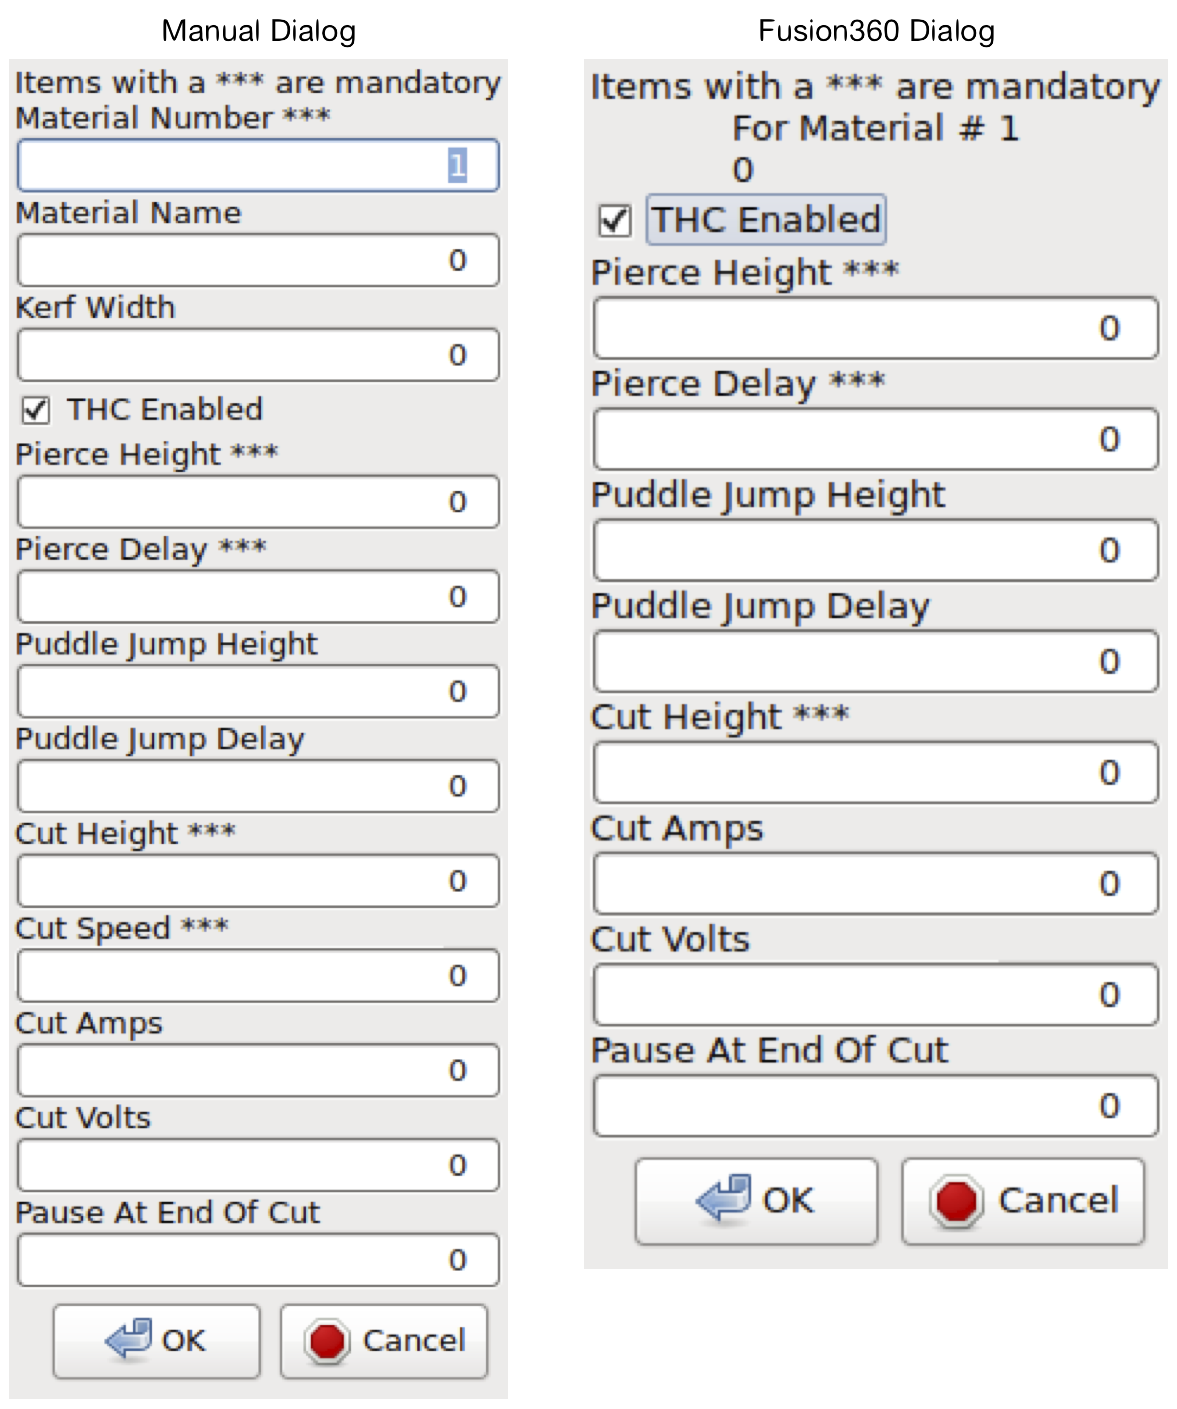 Manual Dialog
Items with a *** are mandatory
Material Number ***
1
Material Name
0
Kerf Width
0
THC Enabled
Pierce Height ***
0
Pierce Delay ***
0
Puddle Jump Height
0
Puddle Jump Delay
0
Cut Height ***
0
Cut Speed ***
0
Cut Amps
0
Cut Volts
0
Pause At End Of Cut
0
OK Cancel
Fusion360 Dialog
Items with a *** are mandatory
For Material # 1
0
THC Enabled
Pierce Height ***
0
Pierce Delay ***
0
Puddle Jump Height
0
Puddle Jump Delay
0
Cut Height ***
0
Cut Amps
0
Cut Volts
0
Pause At End Of Cut
0
OK Cancel